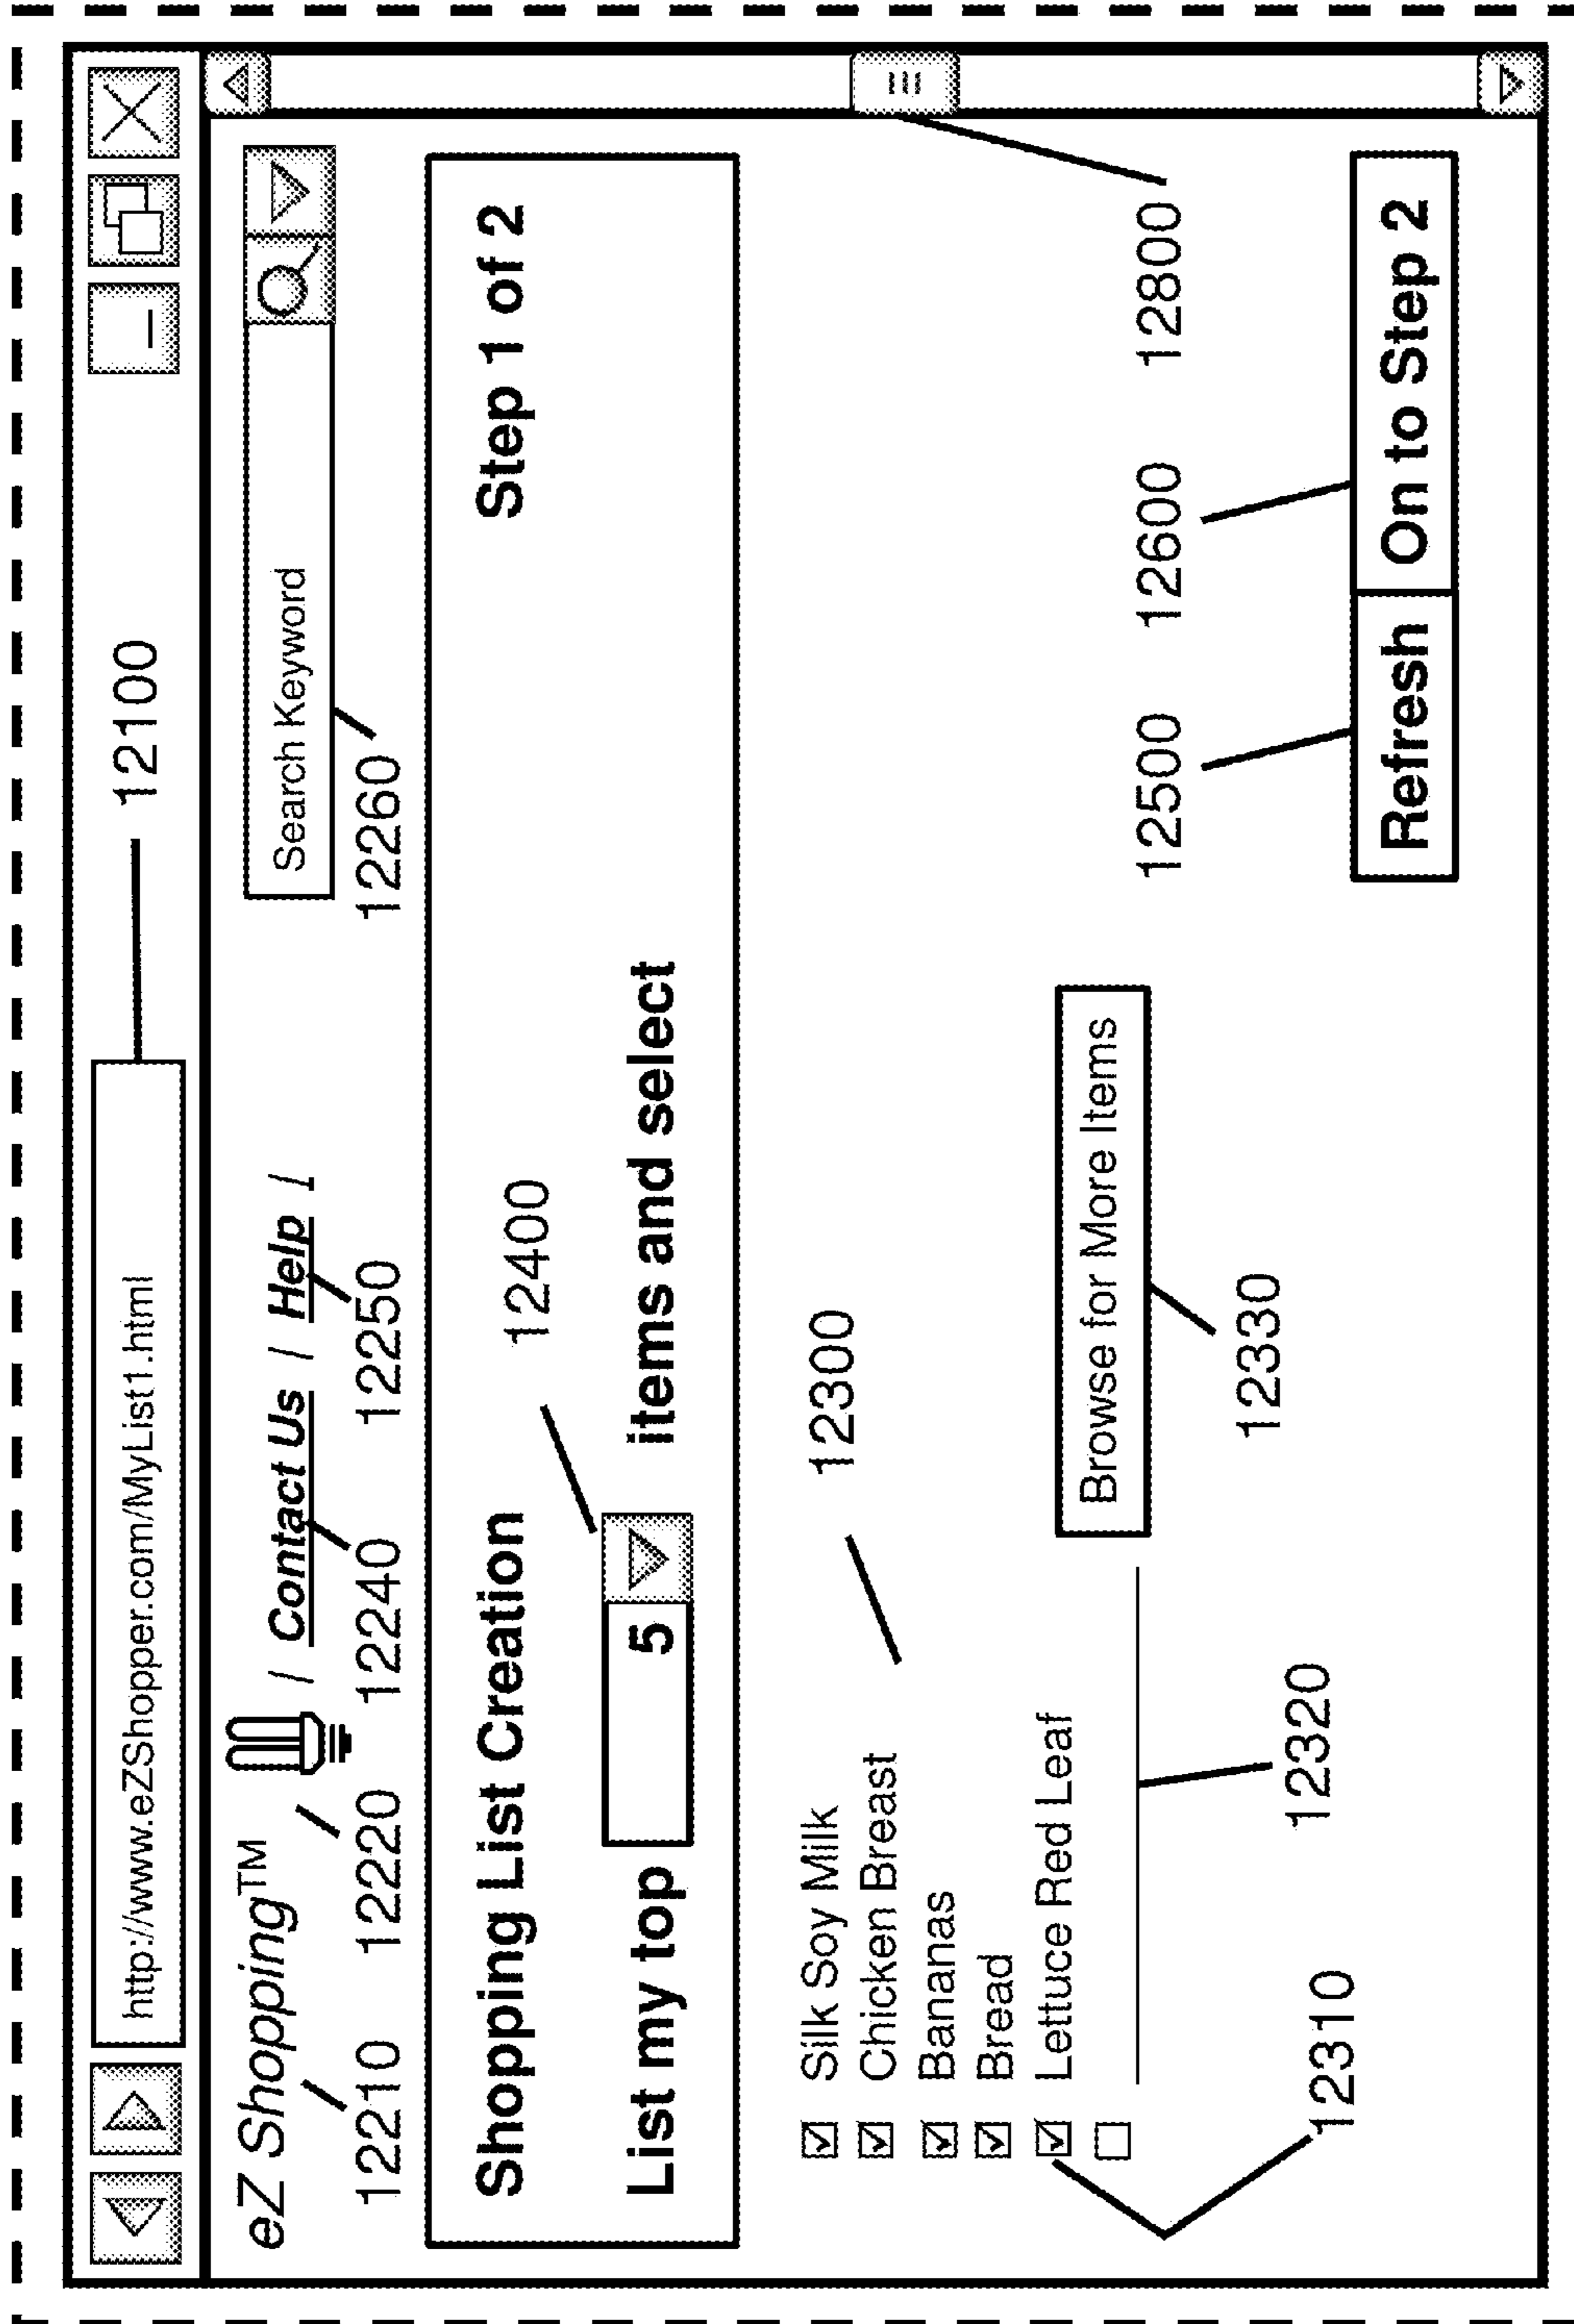 http://www.eZShopper.com/MyList1.html
12100
eZ Shopping™ / Contact Us / Help /
Search Keyword
12210 12220 12240 12250 12260
Shopping List Creation Step 1 of 2
12400
List my top 5 items and select
12300
Silk Soy Milk
Chicken Breast
Bananas
Bread
Lettuce Red Leaf
Browse for More Items
12310 12320 12330
12500 12600 12800
Refresh On to Step 2